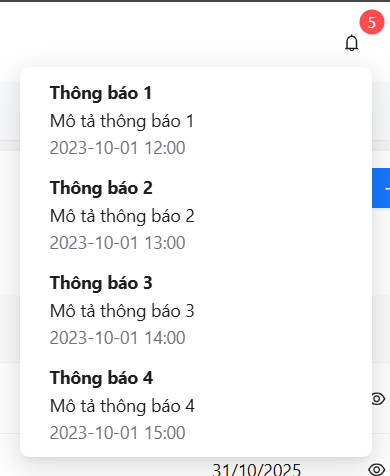 5
Thông báo 1
Mô tả thông báo 1
2023-10-01 12:00
Thông báo 2
Mô tả thông báo 2
2023-10-01 13:00
Thông báo 3
Mô tả thông báo 3
2023-10-01 14:00
Thông báo 4
Mô tả thông báo 4
2023-10-01 15:00
31/10/2025